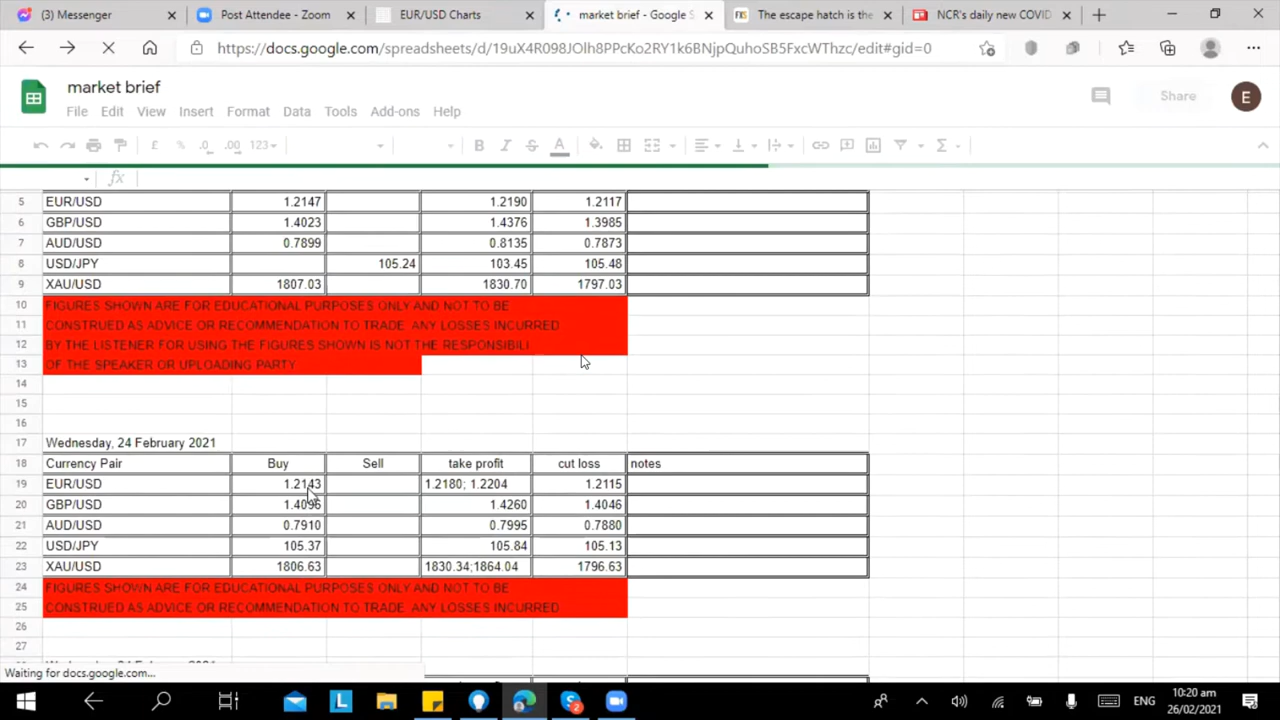 (3) Messenger
Post Attendee - Zoom
EUR/USD Charts
market brief - Google S
The escape hatch is the
NCR's daily new COVID
https://docs.google.com/spreadsheets/d/19uX4R098JOlh8PPcKo2RY1k6BNjpQuhoSB5FxcWThzc/edit#gid=0
market brief
File Edit View Insert Format Data Tools Add-ons Help
Share
E
£ % .0 .00 123
fx
5 EUR/USD 1.2147 1.2190 1.2117
6 GBP/USD 1.4023 1.4376 1.3985
7 AUD/USD 0.7899 0.8135 0.7873
8 USD/JPY 105.24 103.45 105.48
9 XAU/USD 1807.03 1830.70 1797.03
10 FIGURES SHOWN ARE FOR EDUCATIONAL PURPOSES ONLY AND NOT TO BE
11 CONSTRUED AS ADVICE OR RECOMMENDATION TO TRADE ANY LOSSES INCURRED
12 BY THE LISTENER FOR USING THE FIGURES SHOWN IS NOT THE RESPONSIBILI
13 OF THE SPEAKER OR UPLOADING PARTY
14
15
16
17 Wednesday, 24 February 2021
18 Currency Pair Buy Sell take profit cut loss notes
19 EUR/USD 1.2143 1.2180; 1.2204 1.2115
20 GBP/USD 1.4096 1.4260 1.4046
21 AUD/USD 0.7910 0.7995 0.7880
22 USD/JPY 105.37 105.84 105.13
23 XAU/USD 1806.63 1830.34;1864.04 1796.63
24 FIGURES SHOWN ARE FOR EDUCATIONAL PURPOSES ONLY AND NOT TO BE
25 CONSTRUED AS ADVICE OR RECOMMENDATION TO TRADE ANY LOSSES INCURRED
26
27
Waiting for docs.google.com...
ENG
10:20 am
26/02/2021